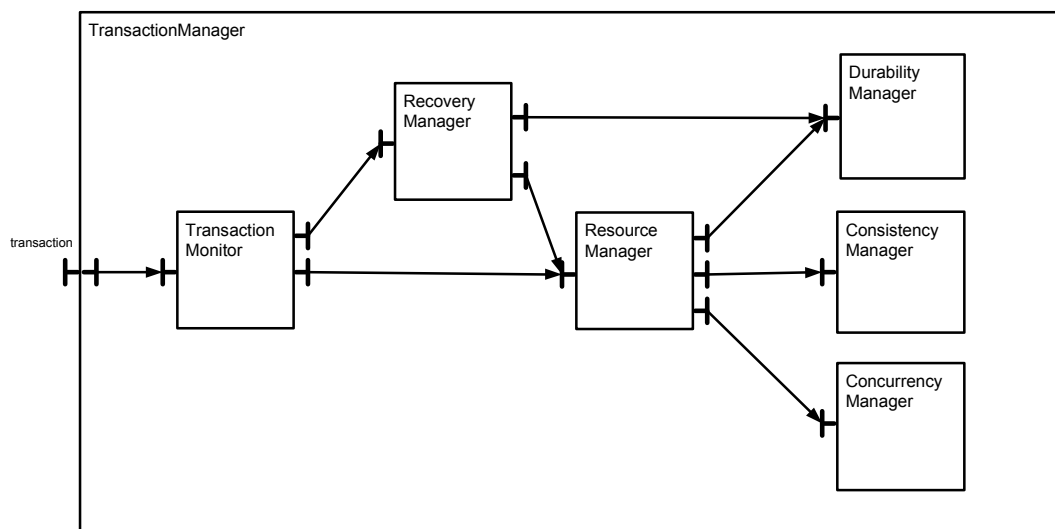 TransactionManager
Recovery
Manager
Durability
Manager
transaction
Transaction
Monitor
Resource
Manager
Consistency
Manager
Concurrency
Manager